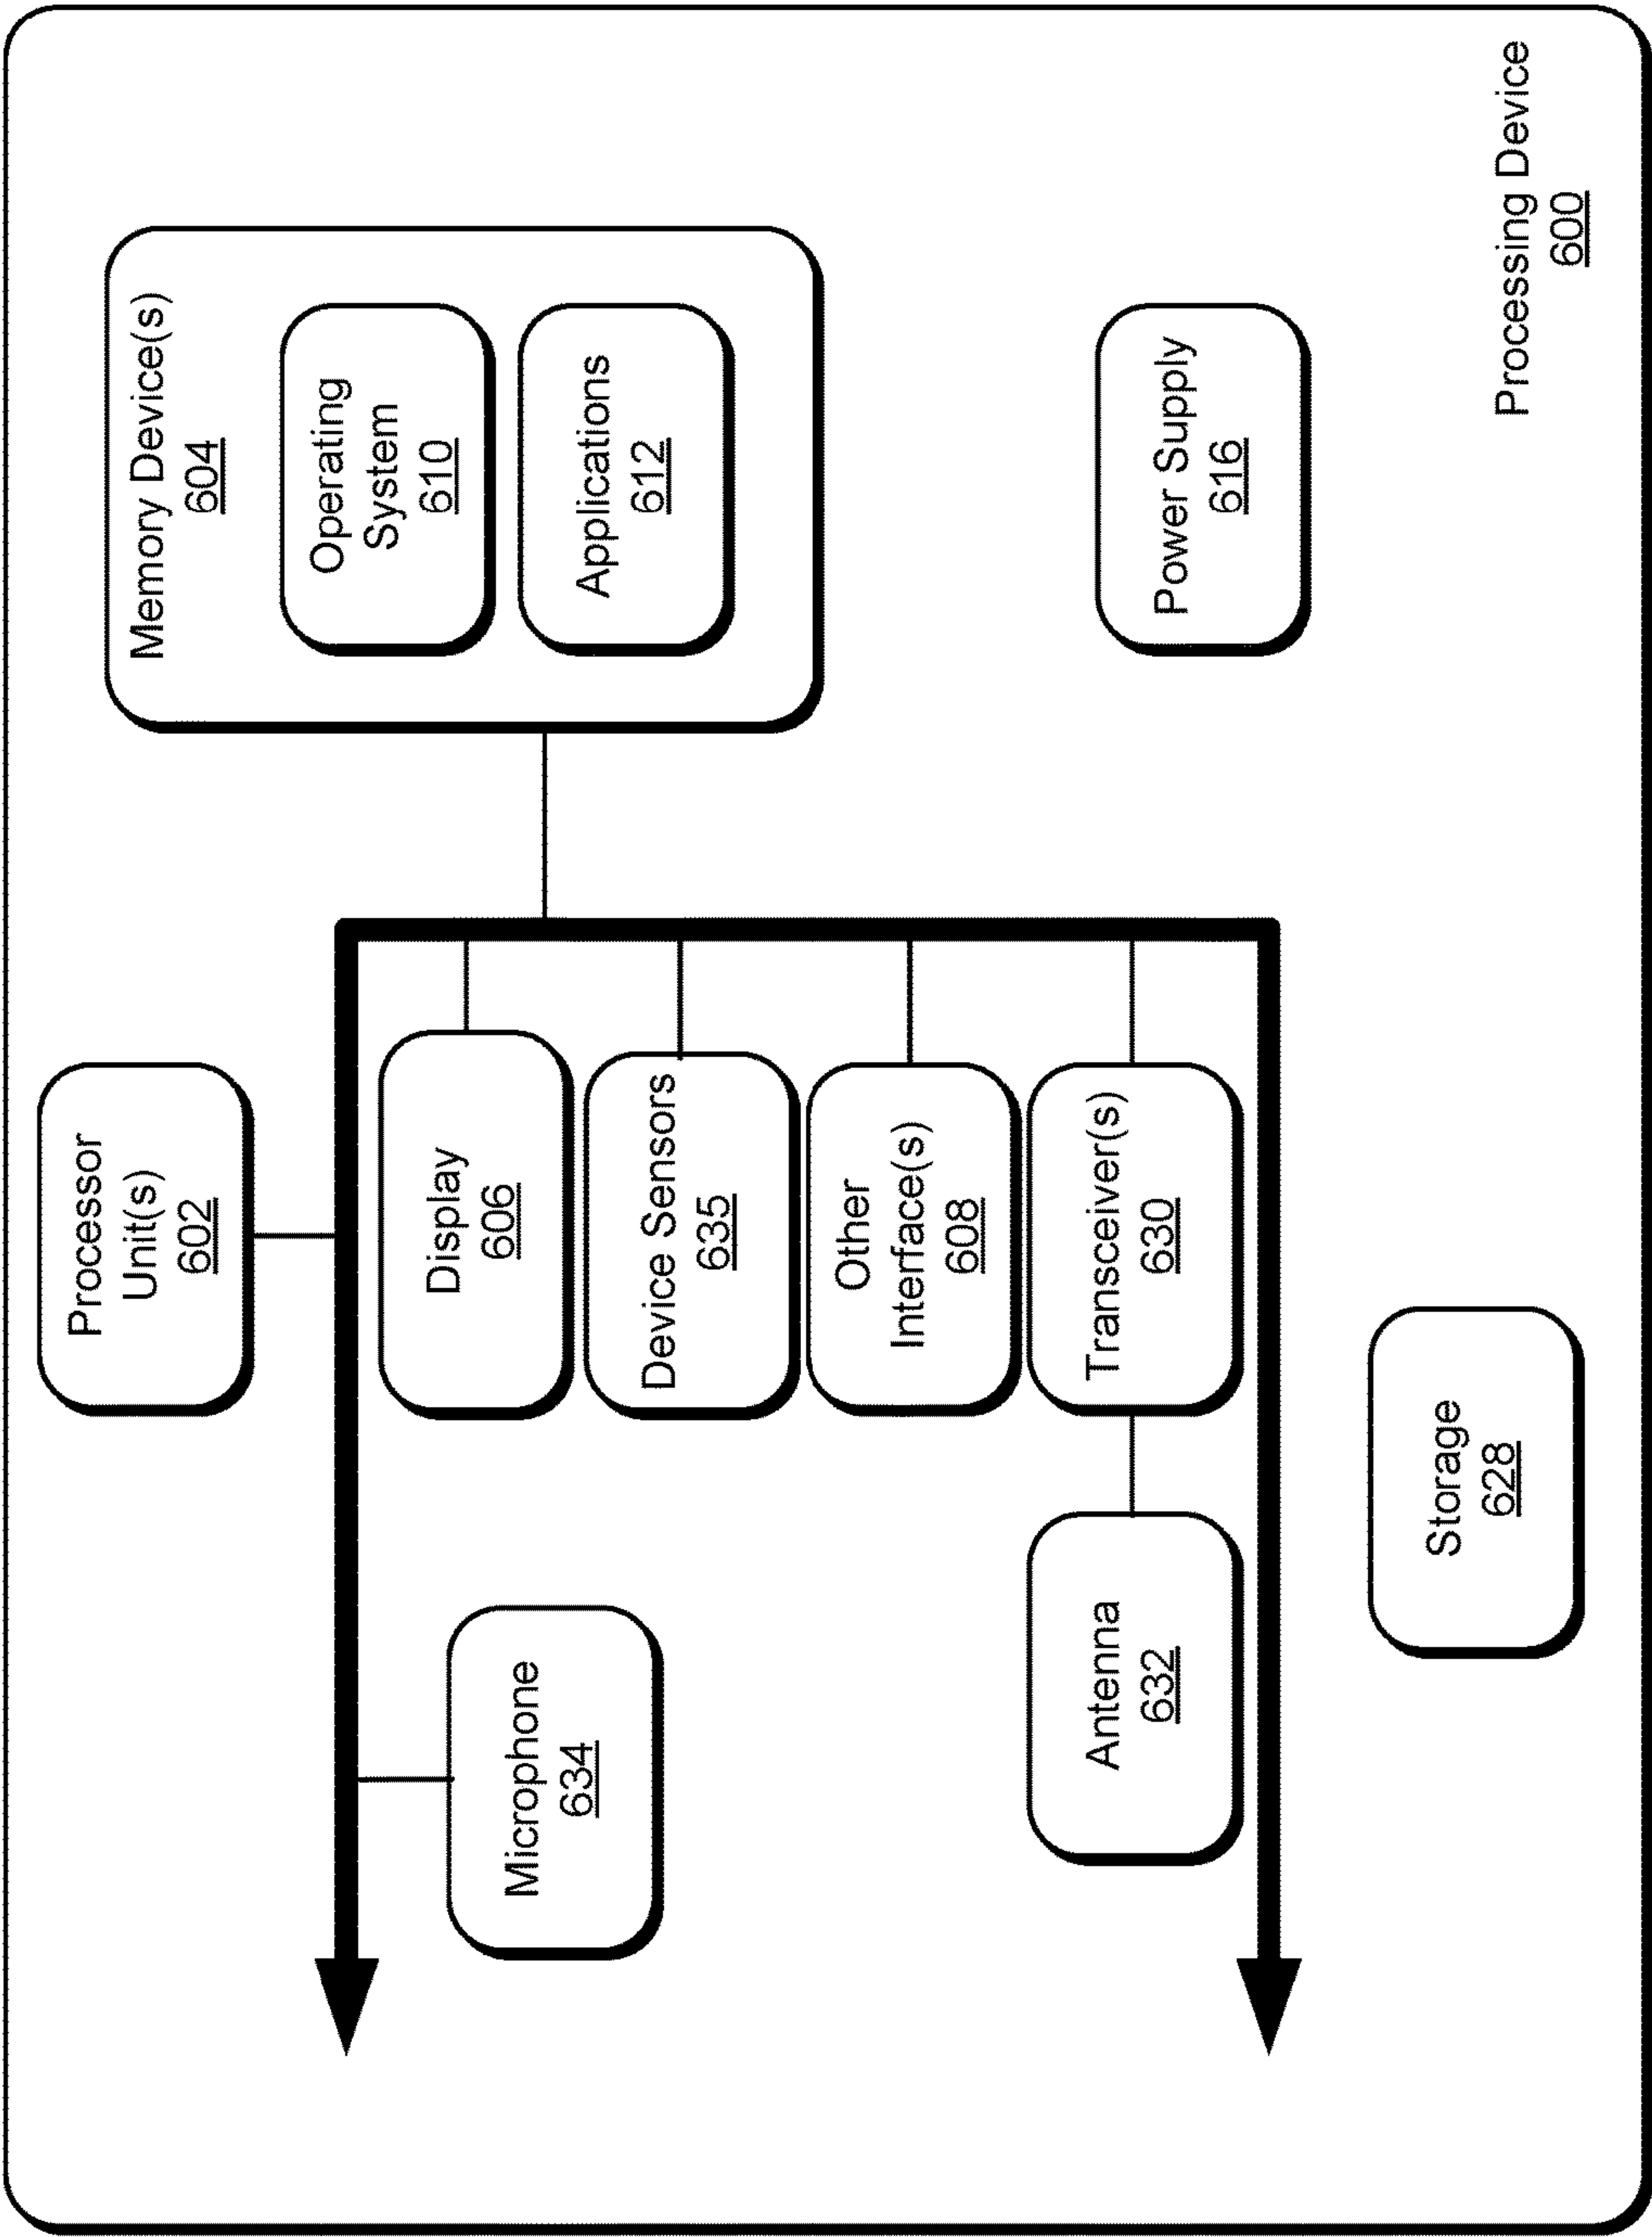 Processor
Unit(s)
602
Memory Device(s)
604
Operating
System
610
Applications
612
Display
606
Device Sensors
635
Other
Interface(s)
608
Transceiver(s)
630
Microphone
634
Antenna
632
Power Supply
616
Storage
628
Processing Device
600